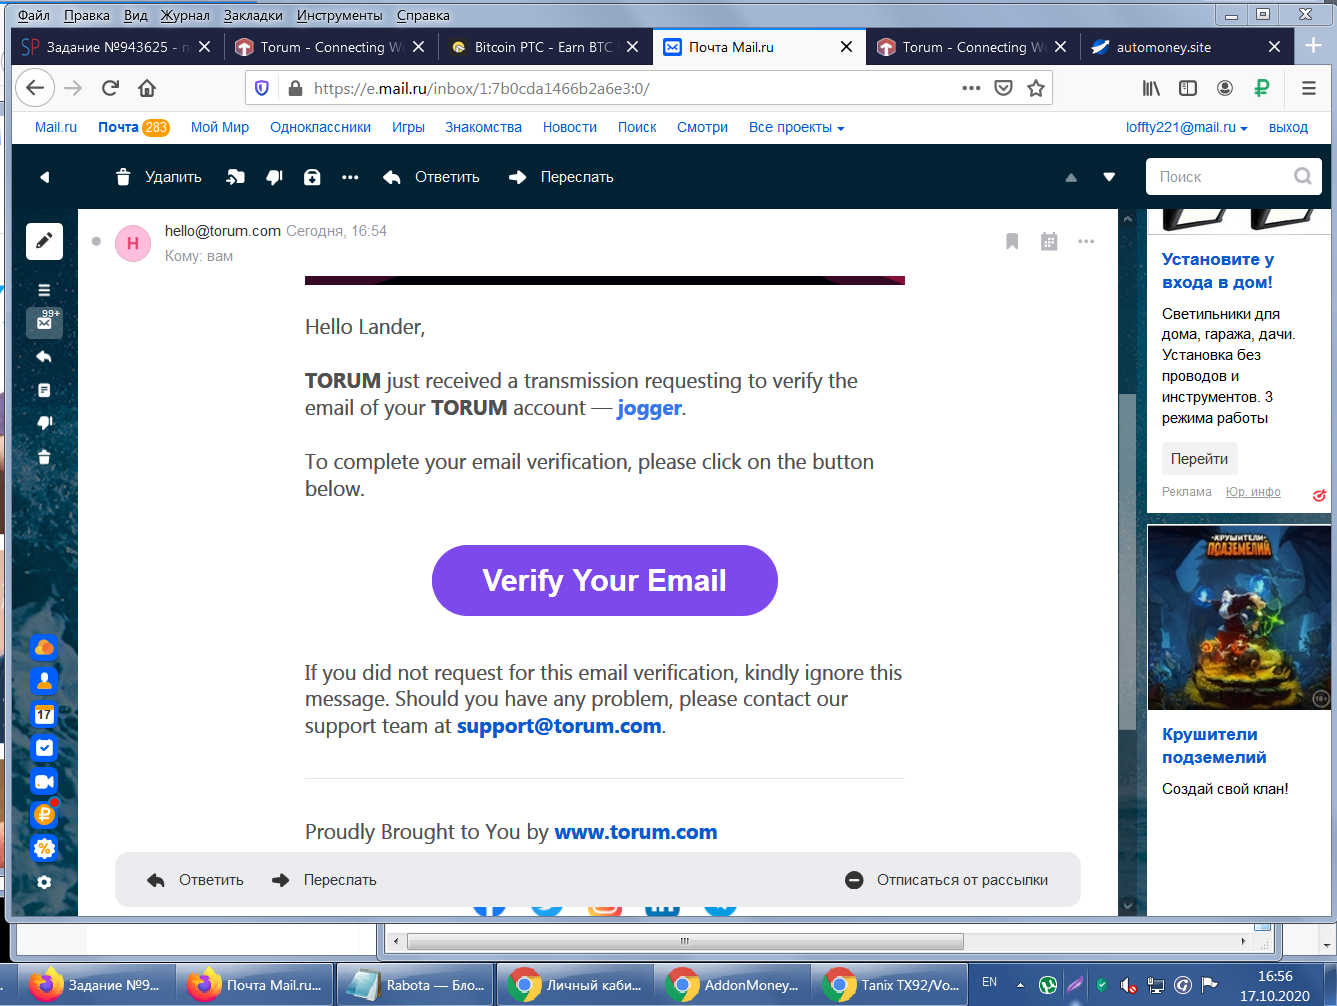 Файл Правка Вид Журнал Закладки Инструменты Справка
Задание №943625 - п
Torum - Connecting Wo
Bitcoin PTC - Earn BTC
Почта Mail.ru
Torum - Connecting Wo
automoney.site
https://e.mail.ru/inbox/1:7b0cda1466b2a6e3:0/
Mail.ru Почта 283 Мой Мир Одноклассники Игры Знакомства Новости Поиск Смотри Все проекты loffty221@mail.ru выход
Удалить Ответить Переслать Поиск
99+
H
hello@torum.com Сегодня, 16:54
Кому: вам
Hello Lander,
TORUM just received a transmission requesting to verify the
email of your TORUM account — jogger.
To complete your email verification, please click on the button
below.
Verify Your Email
If you did not request for this email verification, kindly ignore this
message. Should you have any problem, please contact our
support team at support@torum.com.
Proudly Brought to You by www.torum.com
Ответить Переслать Отписаться от рассылки
17
Установите у
входа в дом!
Светильники для
дома, гаража, дачи.
Установка без
проводов и
инструментов. 3
режима работы
Перейти
Реклама Юр. инфо
КРУШИТЕЛИ
ПОДЗЕМЕЛИЙ
18+
Крушители
подземелий
Создай свой клан!
Задание №9...
Почта Mail.ru...
Rabota — Бло...
Личный каби...
AddonMoney...
Tanix TX92/Vo...
EN
16:56
17.10.2020